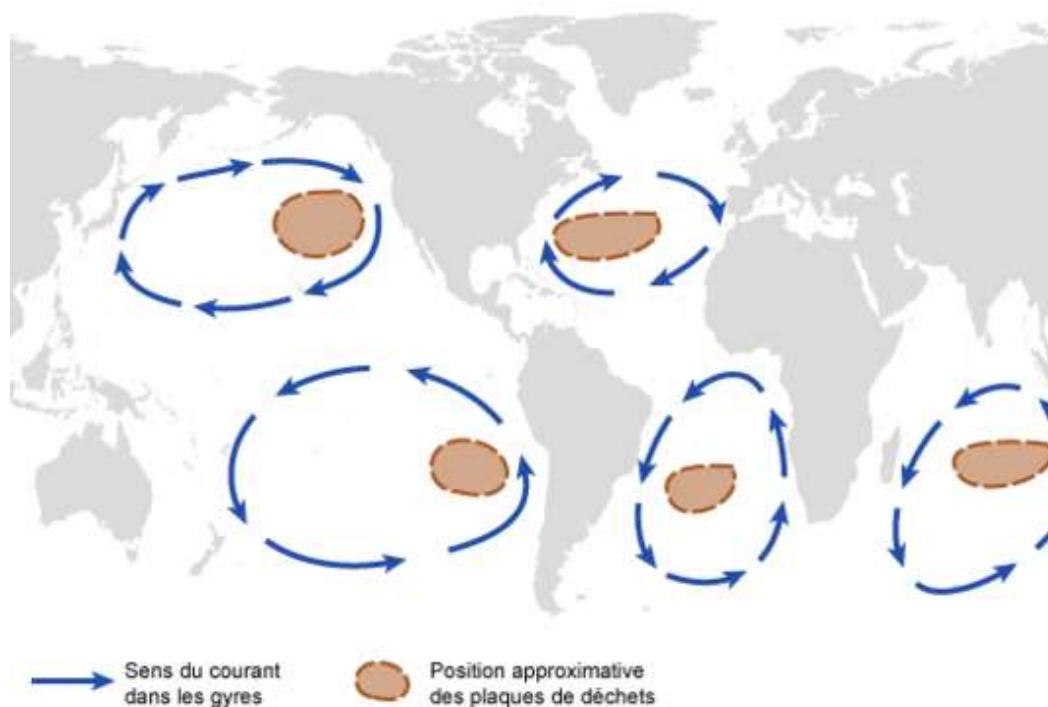 Sens du courant
dans les gyres
Position approximative
des plaques de déchets